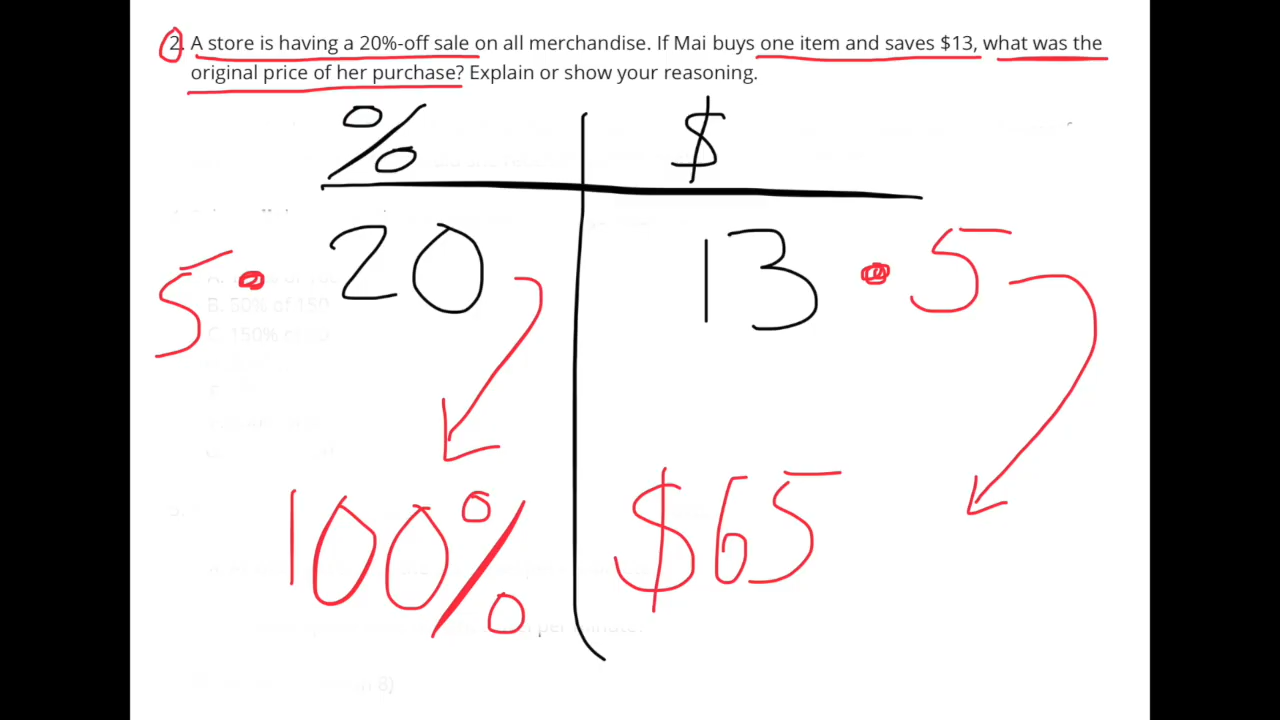 2. A store is having a 20%-off sale on all merchandise. If Mai buys one item and saves $13, what was the
original price of her purchase? Explain or show your reasoning.
% $
5 • 20 13 • 5
100% $65